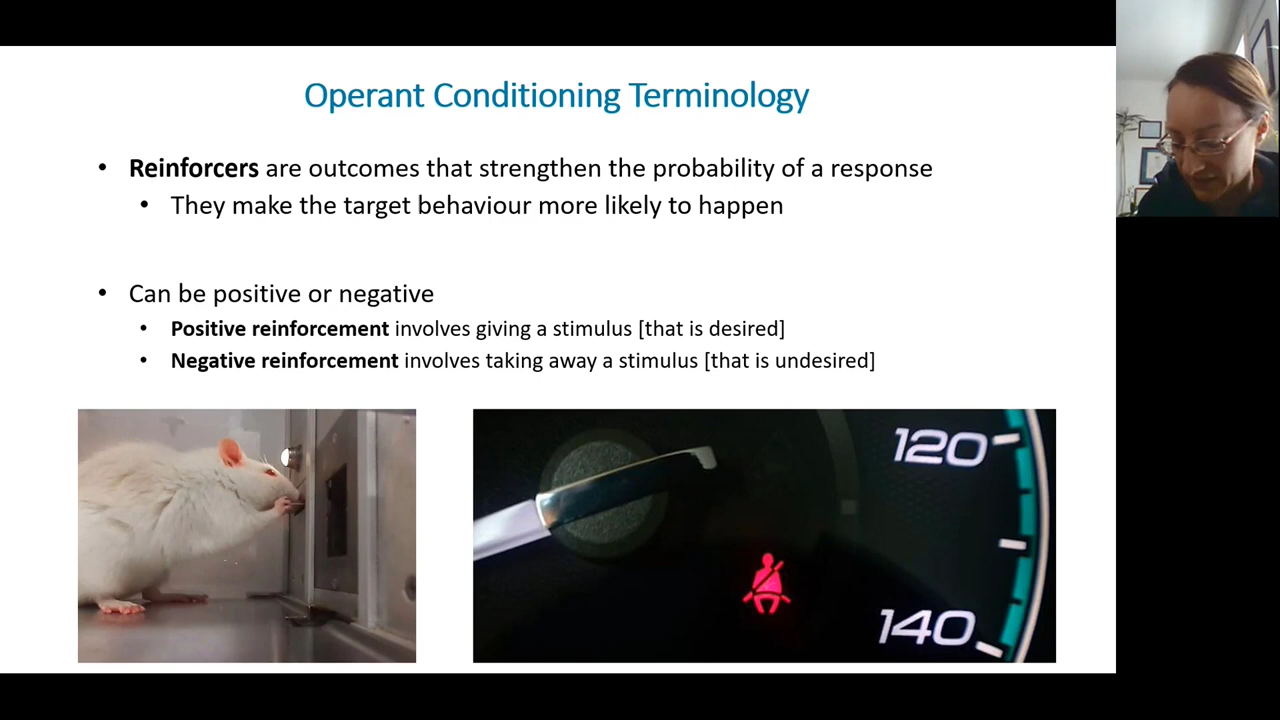 Operant Conditioning Terminology
• Reinforcers are outcomes that strengthen the probability of a response
• They make the target behaviour more likely to happen
• Can be positive or negative
• Positive reinforcement involves giving a stimulus [that is desired]
• Negative reinforcement involves taking away a stimulus [that is undesired]
120
140